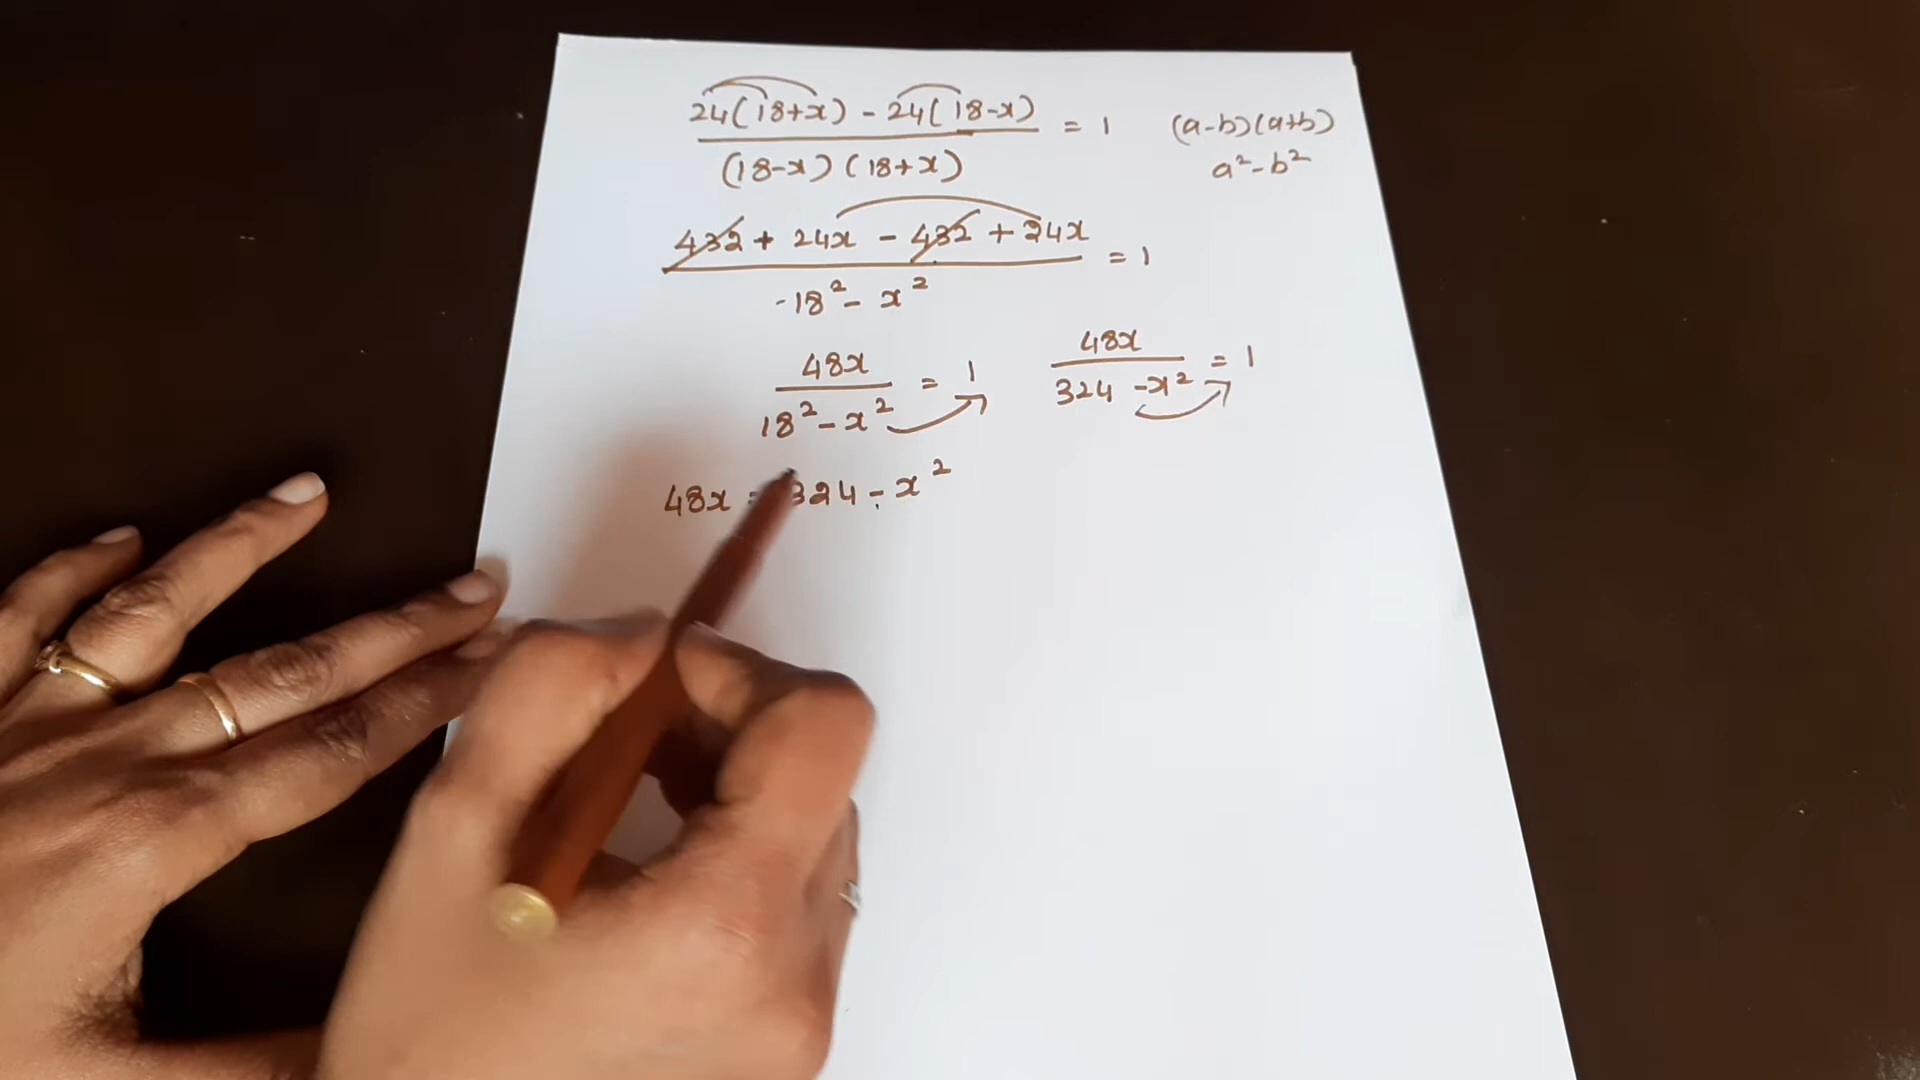 24(18+x) - 24(18-x) = 1
(18-x)(18+x)
(a-b)(a+b)
a²-b²
432 + 24x - 432 + 24x = 1
-18² - x²
48x = 1
18² - x²
48x = 1
324 - x²
48x = 324 - x²